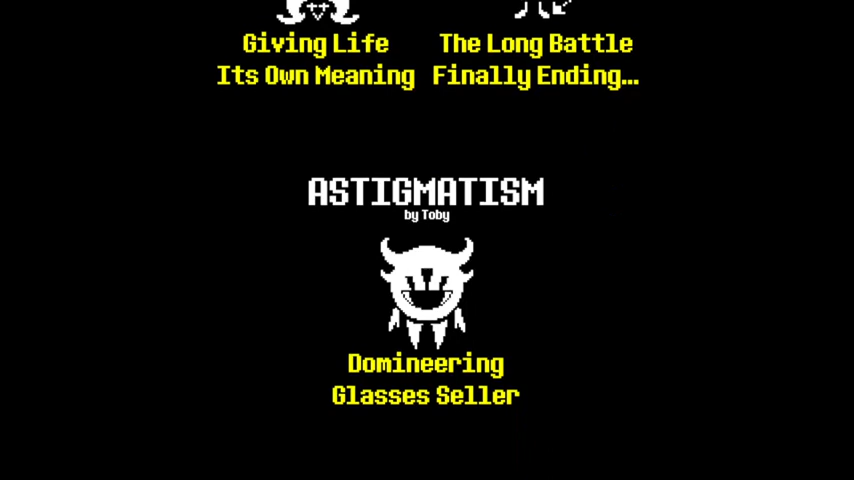 Giving Life The Long Battle
Its Own Meaning Finally Ending...
ASTIGMATISM
by Toby
Domineering
Glasses Seller